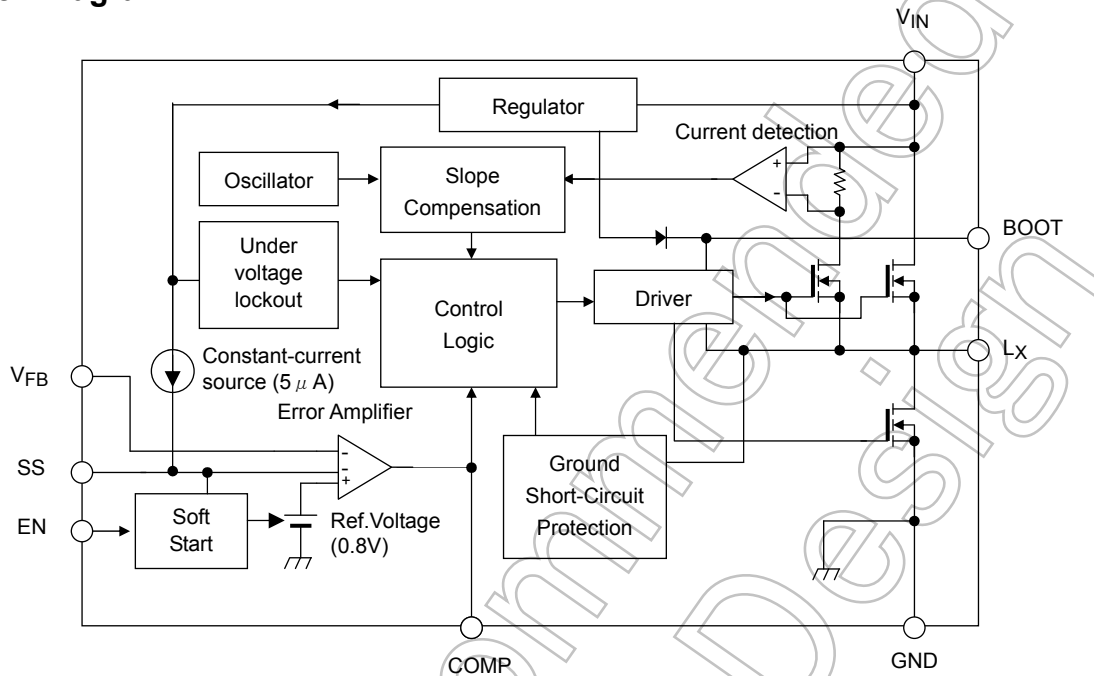 VIN
Regulator
Current detection
Oscillator
Slope
Compensation
+
-
BOOT
Under
voltage
lockout
Control
Logic
Driver
LX
Constant-current
source (5 μ A)
VFB
Error Amplifier
-
-
+
SS
EN
Soft
Start
Ref.Voltage
(0.8V)
Ground
Short-Circuit
Protection
COMP
GND